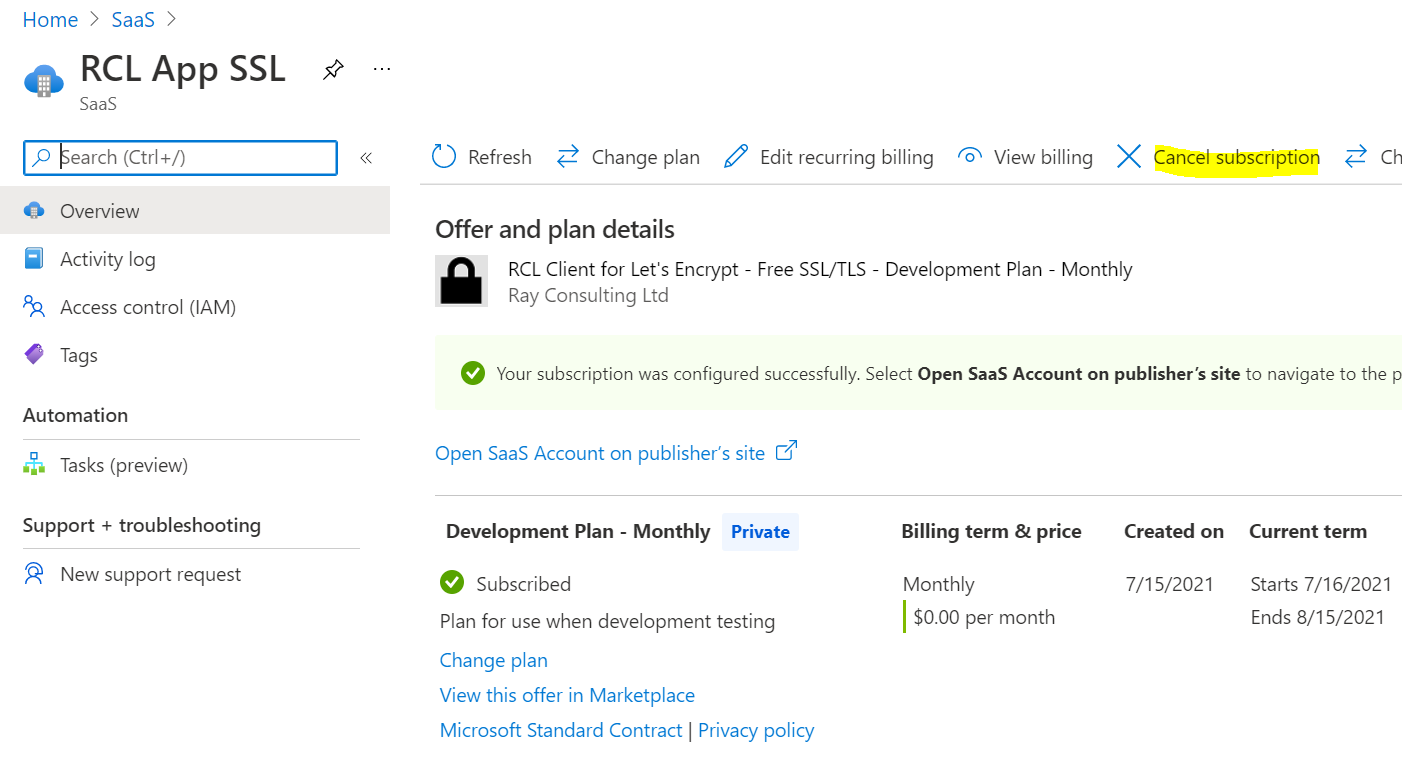 Home > SaaS >
RCL App SSL ...
SaaS
Search (Ctrl+/) «
Refresh Change plan Edit recurring billing View billing Cancel subscription Ch
Overview
Activity log
Access control (IAM)
Tags
Automation
Tasks (preview)
Support + troubleshooting
New support request
Offer and plan details
RCL Client for Let's Encrypt - Free SSL/TLS - Development Plan - Monthly
Ray Consulting Ltd
Your subscription was configured successfully. Select Open SaaS Account on publisher’s site to navigate to the p
Open SaaS Account on publisher’s site
Development Plan - Monthly Private Billing term & price Created on Current term
Subscribed Monthly 7/15/2021 Starts 7/16/2021
Plan for use when development testing $0.00 per month Ends 8/15/2021
Change plan
View this offer in Marketplace
Microsoft Standard Contract | Privacy policy